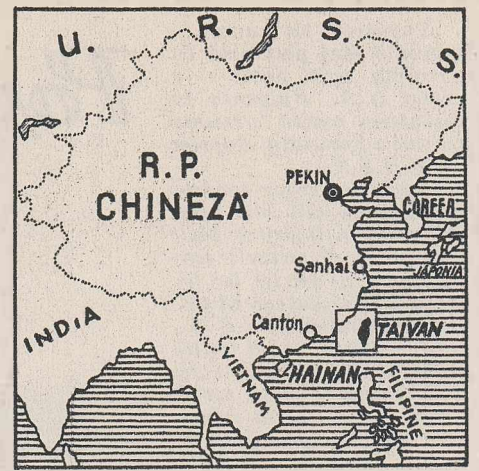 U. R. S. S.
R. P.
CHINEZĂ
PEKIN
COREEA
Șanhai
JAPONIA
INDIA
Canton
TAIVAN
VIETNAM
HAINAN
FILIPINE